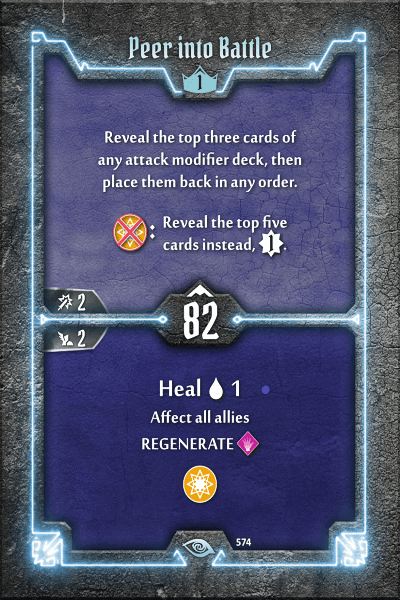 Peer into Battle
1
Reveal the top three cards of
any attack modifier deck, then
place them back in any order.
: Reveal the top five
cards instead, 1.
2
82
2
Heal 1
Affect all allies
REGENERATE
574